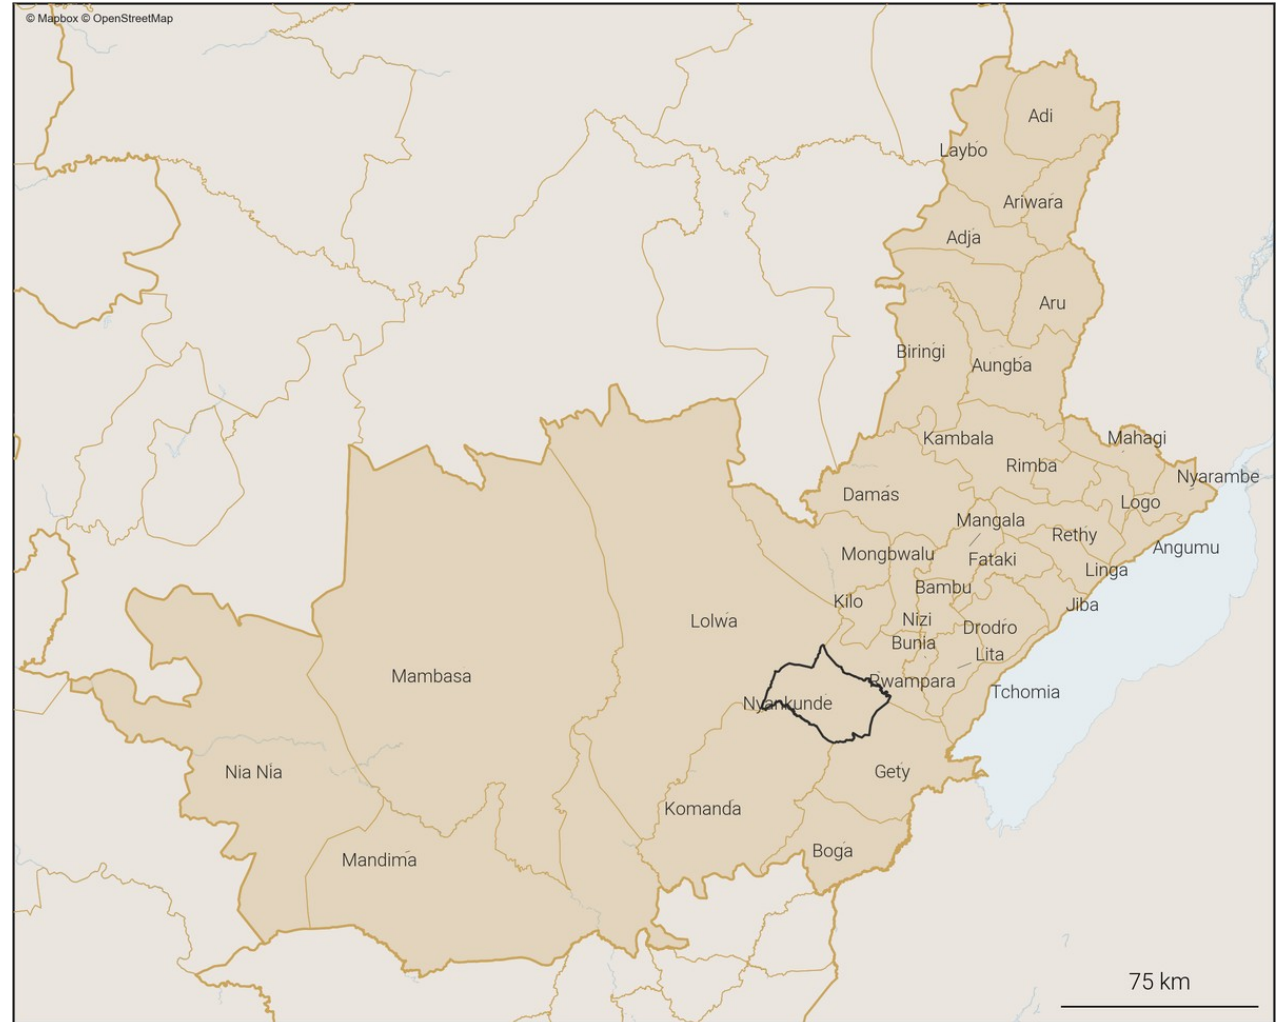 © Mapbox © OpenStreetMap
Adi
Laybo
Ariwara
Adja
Aru
Biringi
Aungba
Kambala
Mahagi
Rimba
Nyarambe
Damas
Logo
Mangala
Rethy
Mongbwalu
Fataki
Angumu
Linga
Bambu
Kilo
Jiba
Nizi
Lolwa
Drodro
Bunia
Lita
Mambasa
Rwampara
Tchomia
Nyankunde
Nia Nia
Gety
Komanda
Boga
Mandima
75 km